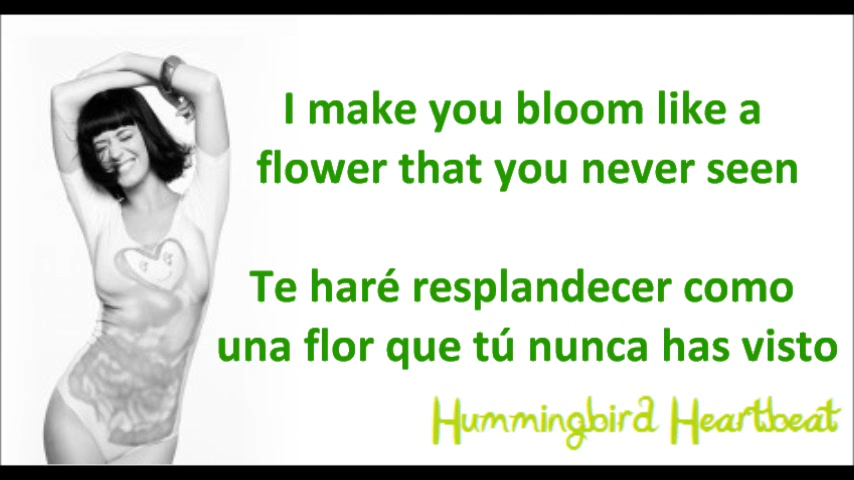 I make you bloom like a
flower that you never seen
Te haré resplandecer como
una flor que tú nunca has visto
Hummingbird Heartbeat